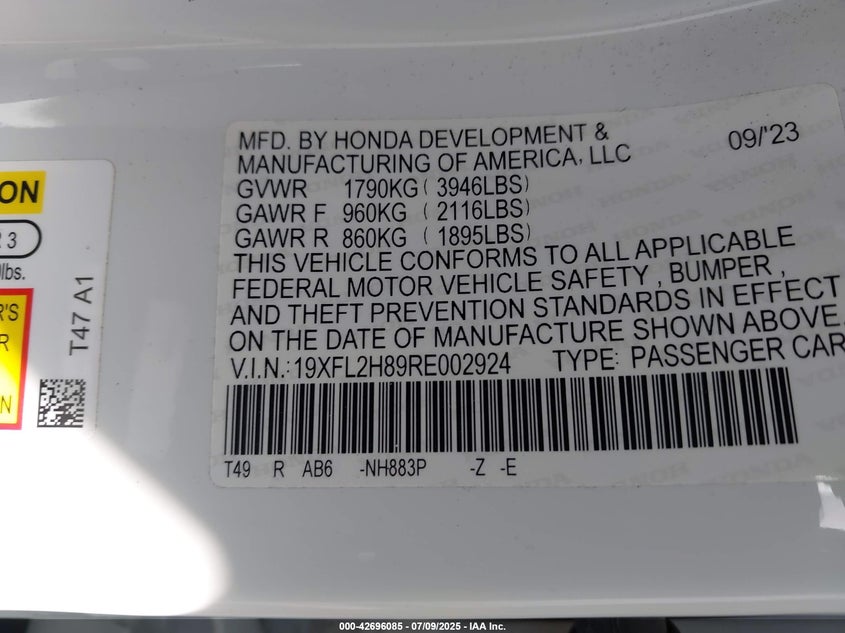 MFD. BY HONDA DEVELOPMENT &
MANUFACTURING OF AMERICA, LLC
09/'23
GVWR 1790KG ( 3946LBS)
GAWR F 960KG ( 2116LBS)
GAWR R 860KG ( 1895LBS)
THIS VEHICLE CONFORMS TO ALL APPLICABLE
FEDERAL MOTOR VEHICLE SAFETY , BUMPER ,
AND THEFT PREVENTION STANDARDS IN EFFECT
ON THE DATE OF MANUFACTURE SHOWN ABOVE.
V.I.N.:19XFL2H89RE002924 TYPE: PASSENGER CAR
T49 R AB6 -NH883P -Z -E
ON
R 3
lbs.
R'S
R
N
T47 A1
000-42696085 - 07/09/2025 - IAA Inc.